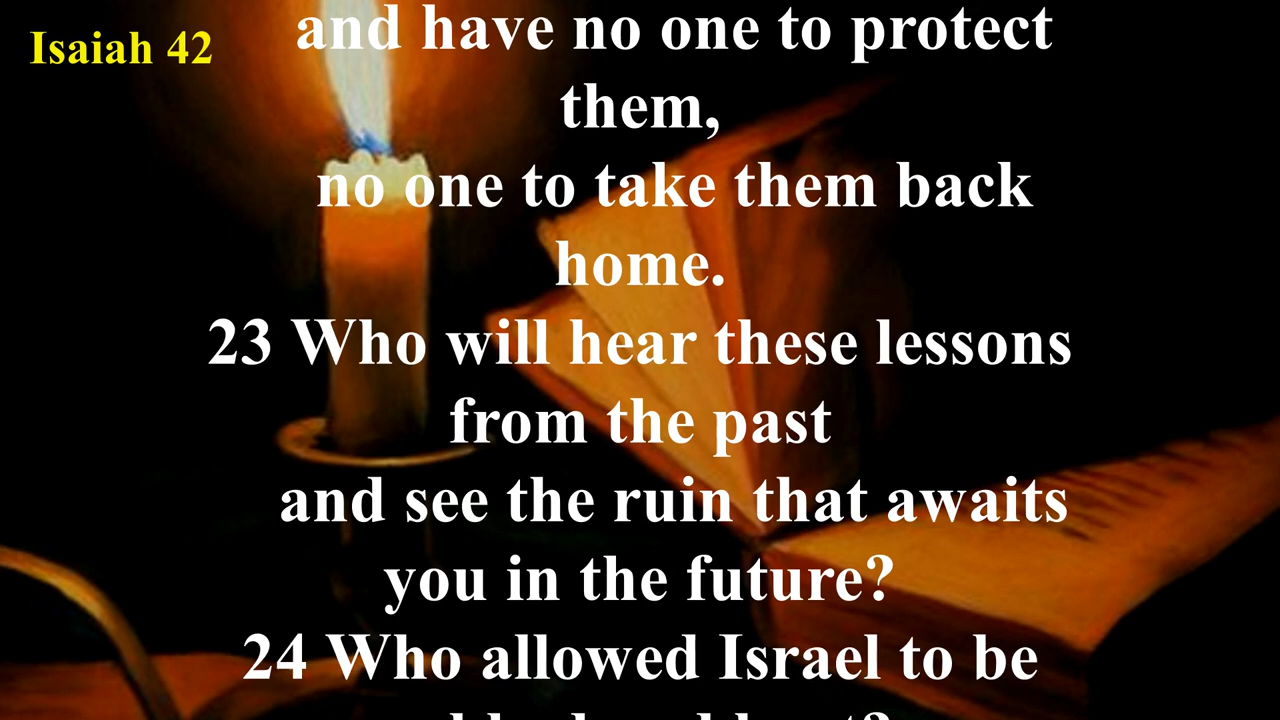 Isaiah 42
and have no one to protect
them,
no one to take them back
home.
23 Who will hear these lessons
from the past
and see the ruin that awaits
you in the future?
24 Who allowed Israel to be